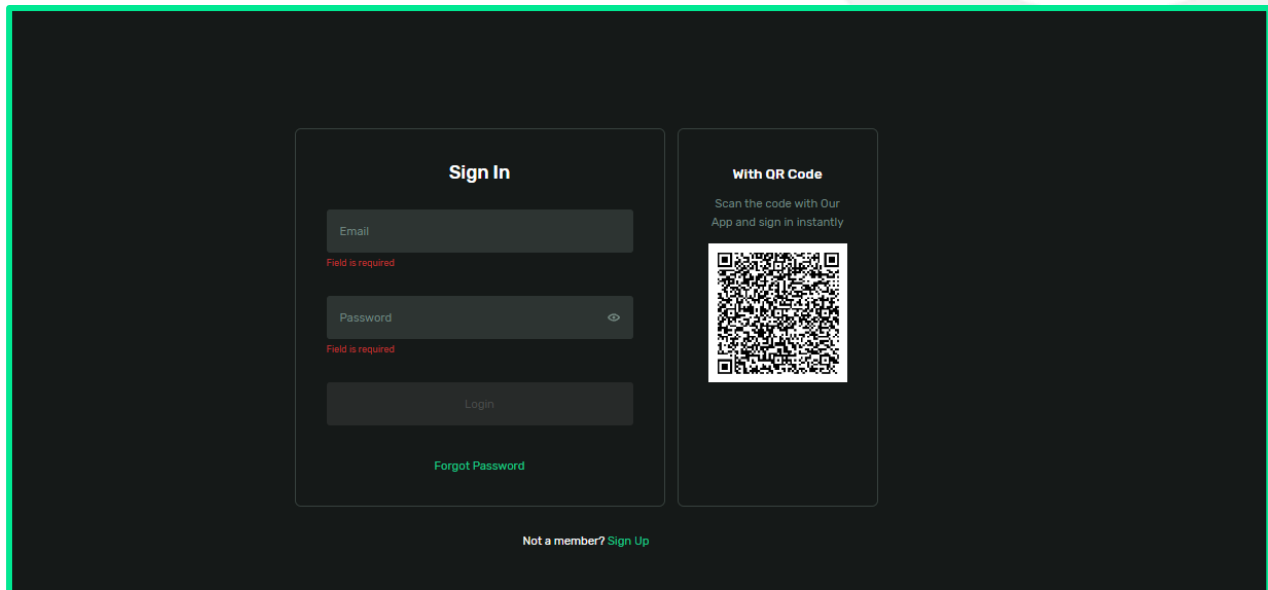 Sign In
Email
Field is required
Password
Field is required
Login
Forgot Password
With QR Code
Scan the code with Our
App and sign in instantly
Not a member? Sign Up